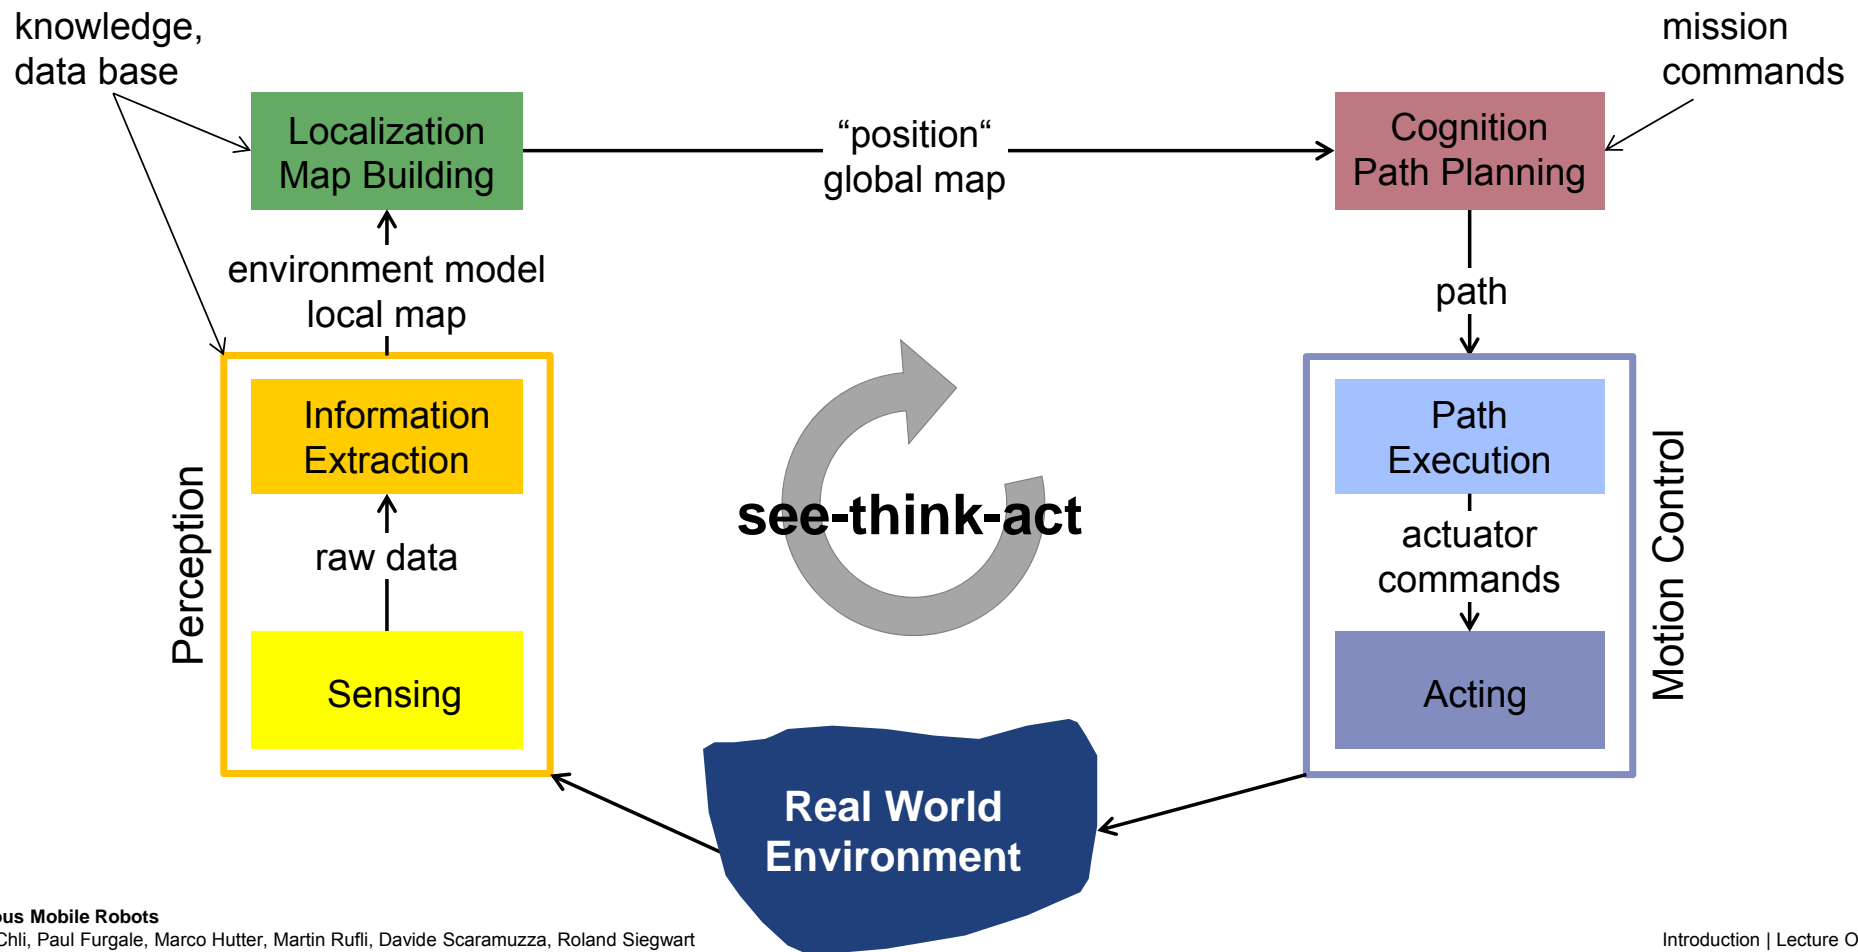 knowledge,
data base
mission
commands
Localization
Map Building
“position“
global map
Cognition
Path Planning
environment model
local map
path
Perception
Information
Extraction
raw data
Sensing
see-think-act
Path
Execution
actuator
commands
Acting
Motion Control
Real World
Environment
Mobile Robots
Chli, Paul Furgale, Marco Hutter, Martin Rufli, Davide Scaramuzza, Roland Siegwart
Introduction | Lecture